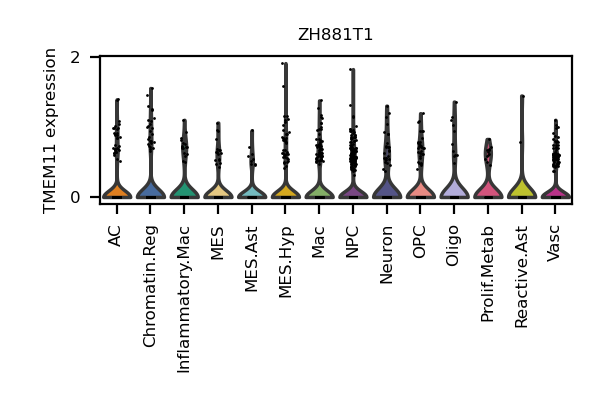 ZH881T1
TMEM11 expression
2
0
AC
Chromatin.Reg
Inflammatory.Mac
MES
MES.Ast
MES.Hyp
Mac
NPC
Neuron
OPC
Oligo
Prolif.Metab
Reactive.Ast
Vasc